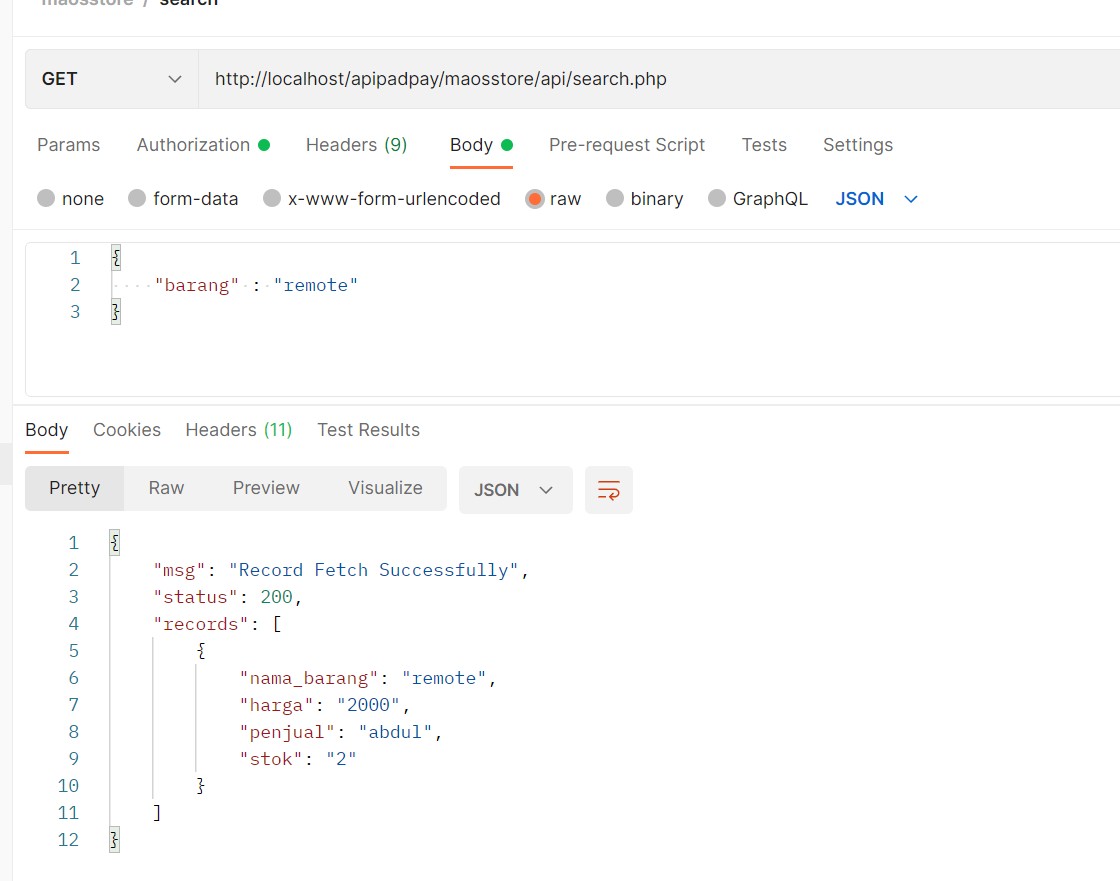 maosstore / search
GET http://localhost/apipadpay/maosstore/api/search.php
Params Authorization Headers (9) Body Pre-request Script Tests Settings
none form-data x-www-form-urlencoded raw binary GraphQL JSON
1 {
2 "barang" : "remote"
3 }
Body Cookies Headers (11) Test Results
Pretty Raw Preview Visualize JSON
1 {
2 "msg": "Record Fetch Successfully",
3 "status": 200,
4 "records": [
5 {
6 "nama_barang": "remote",
7 "harga": "2000",
8 "penjual": "abdul",
9 "stok": "2"
10 }
11 ]
12 }